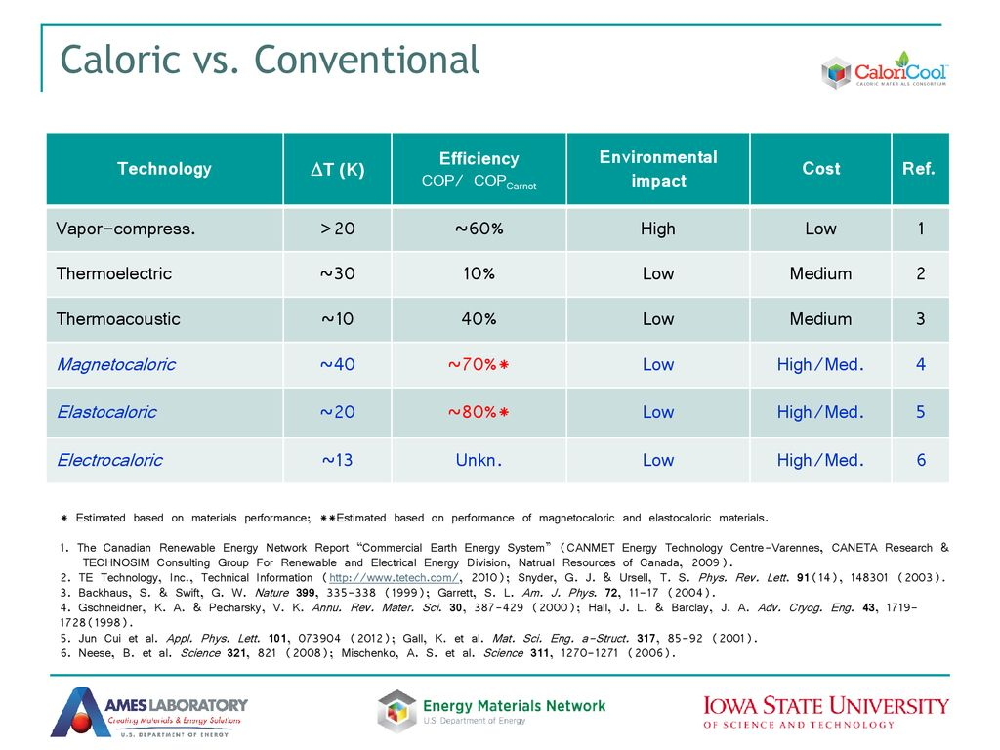 Caloric vs. Conventional
CaloriCool™
CALORIC MATERIALS CONSORTIUM
Technology ΔT (K) Efficiency COP/ COPCarnot Environmental impact Cost Ref.
Vapor-compress. >20 ~60% High Low 1
Thermoelectric ~30 10% Low Medium 2
Thermoacoustic ~10 40% Low Medium 3
Magnetocaloric ~40 ~70%* Low High/Med. 4
Elastocaloric ~20 ~80%* Low High/Med. 5
Electrocaloric ~13 Unkn. Low High/Med. 6
* Estimated based on materials performance; **Estimated based on performance of magnetocaloric and elastocaloric materials.
1. The Canadian Renewable Energy Network Report “Commercial Earth Energy System” (CANMET Energy Technology Centre-Varennes, CANETA Research &
TECHNOSIM Consulting Group For Renewable and Electrical Energy Division, Natrual Resources of Canada, 2009).
2. TE Technology, Inc., Technical Information (http://www.tetech.com/, 2010); Snyder, G. J. & Ursell, T. S. Phys. Rev. Lett. 91(14), 148301 (2003).
3. Backhaus, S. & Swift, G. W. Nature 399, 335-338 (1999); Garrett, S. L. Am. J. Phys. 72, 11-17 (2004).
4. Gschneidner, K. A. & Pecharsky, V. K. Annu. Rev. Mater. Sci. 30, 387-429 (2000); Hall, J. L. & Barclay, J. A. Adv. Cryog. Eng. 43, 1719-
1728(1998).
5. Jun Cui et al. Appl. Phys. Lett. 101, 073904 (2012); Gall, K. et al. Mat. Sci. Eng. a-Struct. 317, 85-92 (2001).
6. Neese, B. et al. Science 321, 821 (2008); Mischenko, A. S. et al. Science 311, 1270-1271 (2006).
AMES LABORATORY
Creating Materials & Energy Solutions
U.S. DEPARTMENT OF ENERGY
Energy Materials Network
U.S. Department of Energy
IOWA STATE UNIVERSITY
OF SCIENCE AND TECHNOLOGY